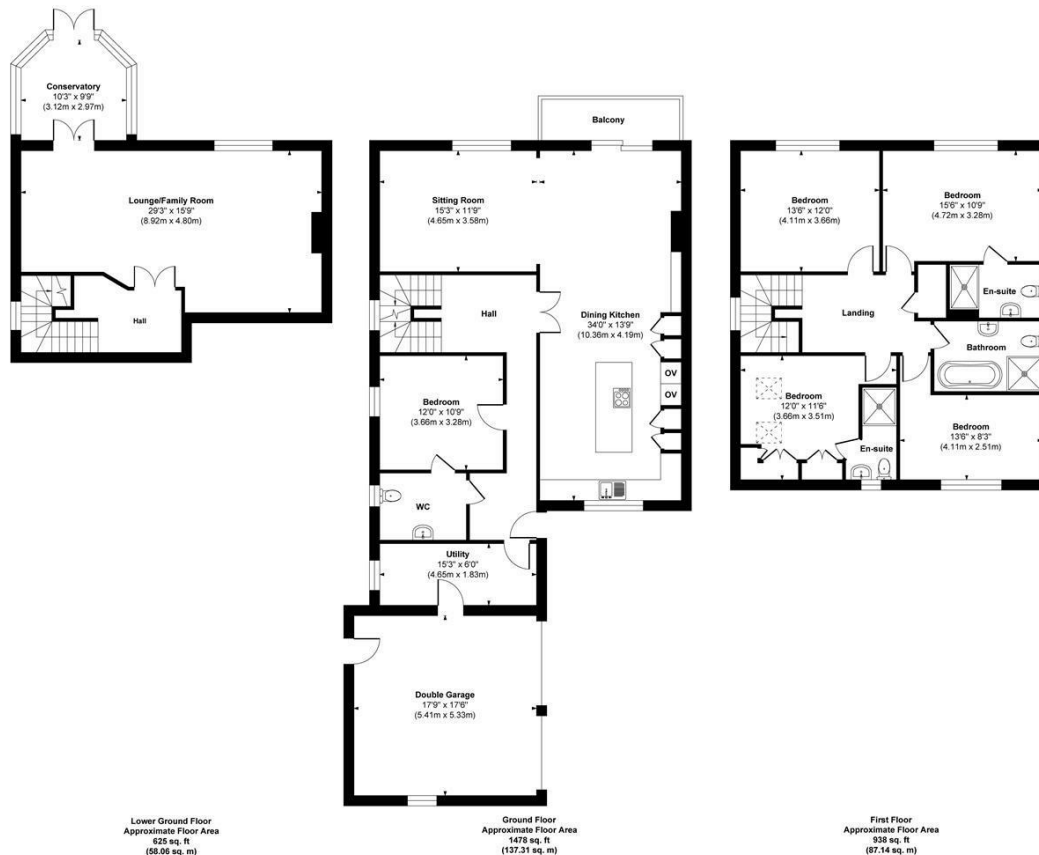 Conservatory
10'3" x 9'9"
(3.12m x 2.97m)
Lounge/Family Room
29'3" x 15'9"
(8.92m x 4.80m)
Hall
Lower Ground Floor
Approximate Floor Area
625 sq. ft
(58.06 sq. m)
Balcony
Sitting Room
15'3" x 11'9"
(4.65m x 3.58m)
Hall
Dining Kitchen
34'0" x 13'9"
(10.36m x 4.19m)
OV
OV
Bedroom
12'0" x 10'9"
(3.66m x 3.28m)
WC
Utility
15'3" x 6'0"
(4.65m x 1.83m)
Double Garage
17'9" x 17'6"
(5.41m x 5.33m)
Ground Floor
Approximate Floor Area
1478 sq. ft
(137.31 sq. m)
Bedroom
13'6" x 12'0"
(4.11m x 3.66m)
Bedroom
15'6" x 10'9"
(4.72m x 3.28m)
En-suite
Landing
Bathroom
Bedroom
12'0" x 11'6"
(3.66m x 3.51m)
En-suite
Bedroom
13'6" x 8'3"
(4.11m x 2.51m)
First Floor
Approximate Floor Area
938 sq. ft
(87.14 sq. m)